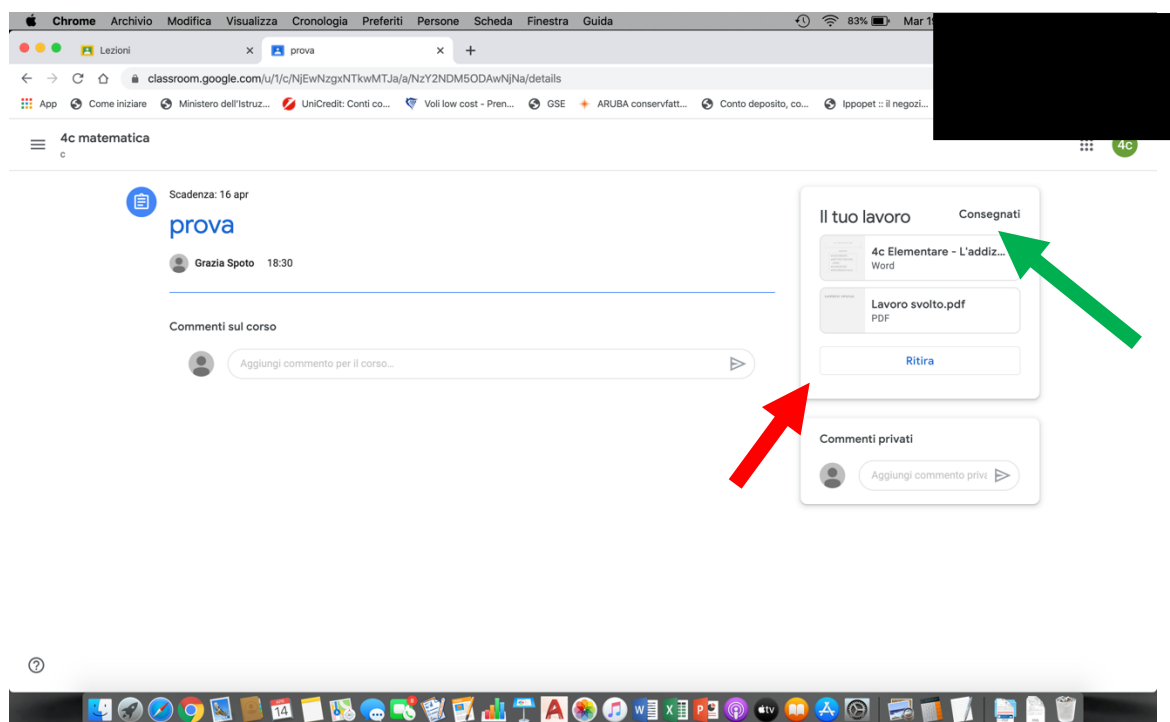 Chrome Archivio Modifica Visualizza Cronologia Preferiti Persone Scheda Finestra Guida 83% Mar
Lezioni prova
classroom.google.com/u/1/c/NjEwNzgxNTkwMTJa/a/NzY2NDM5ODAwNjNa/details
App Come iniziare Ministero dell'Istruz... UniCredit: Conti co... Voli low cost - Pren... GSE ARUBA conservfatt... Conto deposito, co... Ippopet :: il negozi...
4c matematica
c
4c
Scadenza: 16 apr
prova
Grazia Spoto 18:30
Commenti sul corso
Aggiungi commento per il corso...
Il tuo lavoro Consegnati
4c Elementare - L'addiz...
Word
Lavoro svolto.pdf
PDF
Ritira
Commenti privati
Aggiungi commento priva
14